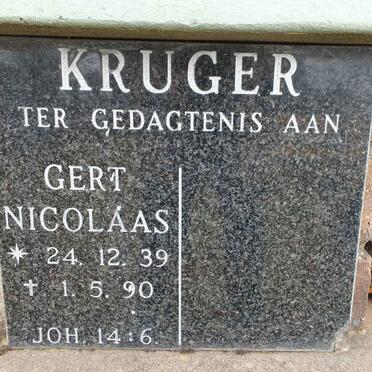 KRUGER
TER GEDAGTENIS AAN
GERT
NICOLAAS
* 24. 12. 39
† 1. 5. 90
JOH. 14:6.